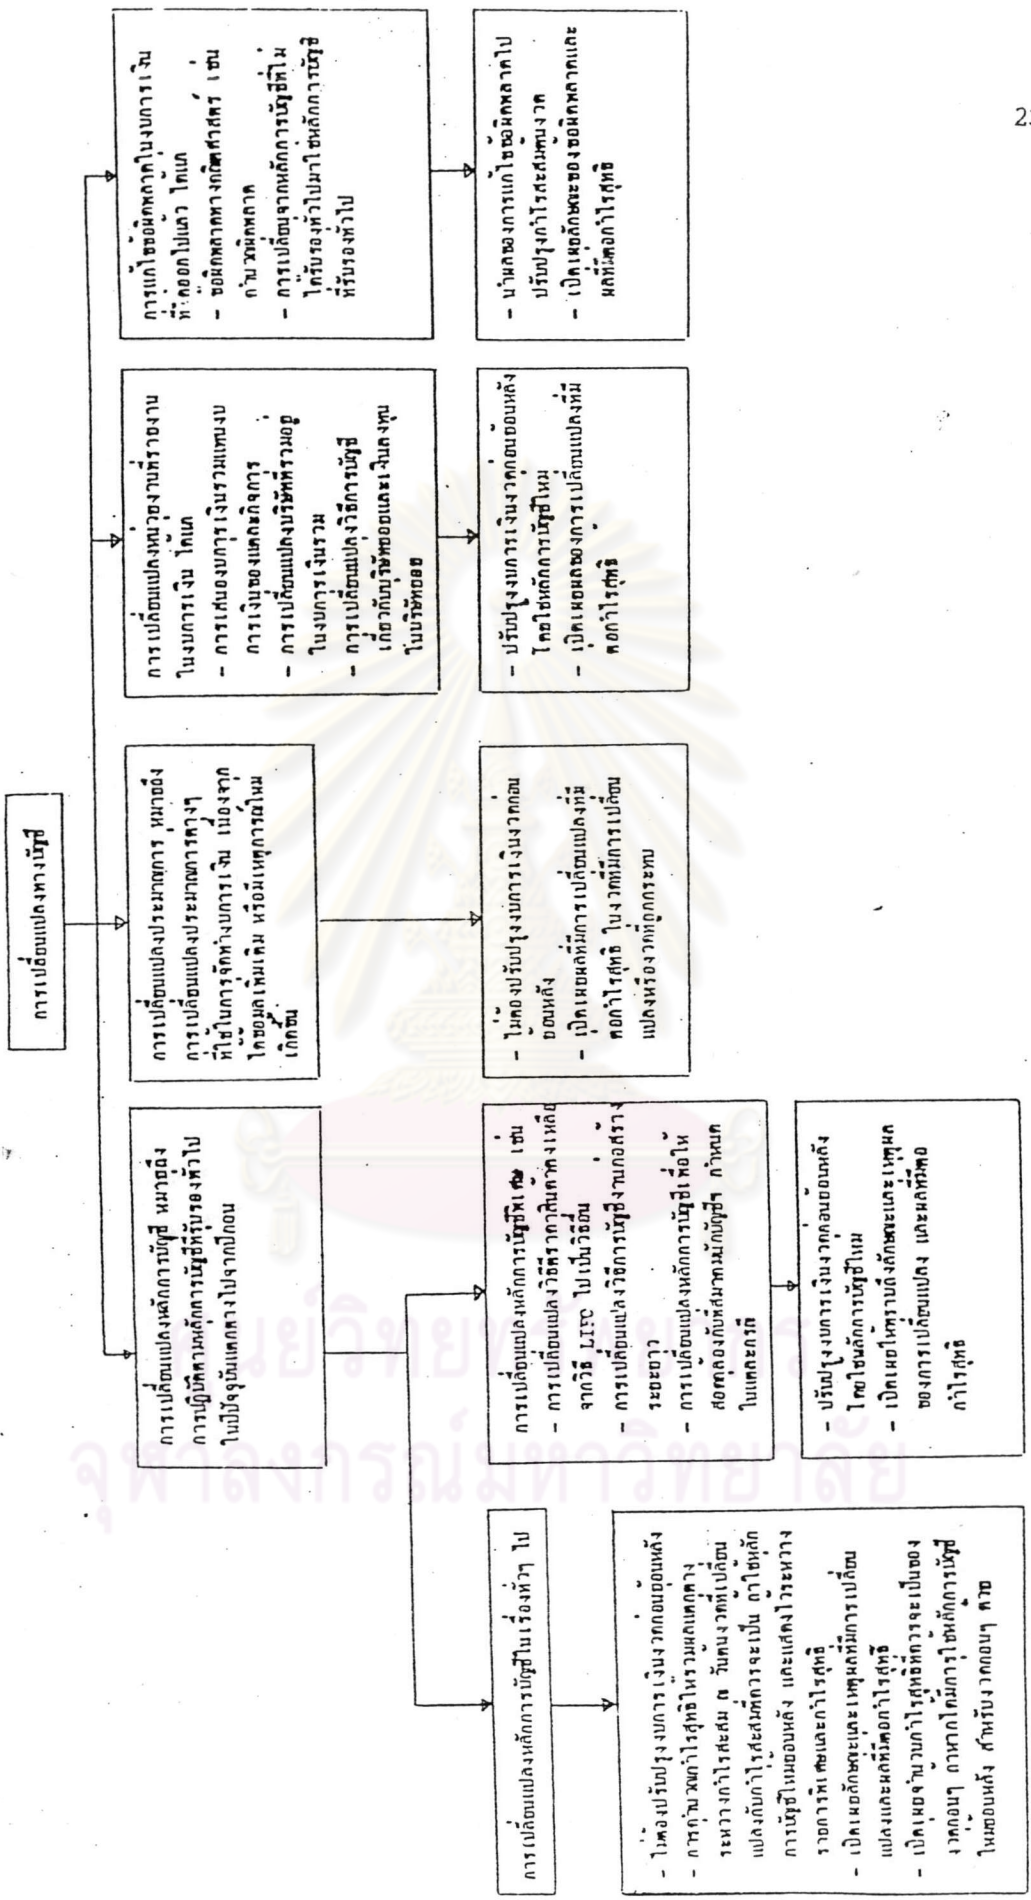 การเปลี่ยนแปลงทางบัญชี
การเปลี่ยนแปลงหลักการบัญชี หมายถึง
การปฏิบัติตามหลักการบัญชีที่รับรองทั่วไป
ในปัจจุบันแตกต่างไปจากปีก่อน
การเปลี่ยนแปลงประมาณการ หมายถึง
การเปลี่ยนแปลงประมาณการต่างๆ
ที่ใช้ในการจัดทำงบการเงิน เนื่องจาก
ได้ข้อมูลเพิ่มเติม หรือมีเหตุการณ์ใหม่
เกิดขึ้น
การเปลี่ยนแปลงหน่วยงานที่รายงาน
ในงบการเงิน ได้แก่
- การเสนองบการเงินรวมแทนงบ
การเงินของแต่ละกิจการ
- การเปลี่ยนแปลงบริษัทที่รวมอยู่
ในงบการเงินรวม
- การเปลี่ยนแปลงวิธีการบัญชี
เกี่ยวกับบริษัทย่อยและเงินลงทุน
ในบริษัทย่อย
การแก้ไขข้อผิดพลาดในงบการเงิน
ที่ออกไปแล้ว ได้แก่
- ข้อผิดพลาดทางคณิตศาสตร์ เช่น
คำนวณผิดพลาด
- การเปลี่ยนจากหลักการบัญชีที่ไม่
ได้รับรองทั่วไปมาใช้หลักการบัญชี
ที่รับรองทั่วไป
การเปลี่ยนแปลงหลักการบัญชีในเรื่องทั่วๆ ไป
การเปลี่ยนแปลงหลักการบัญชีพิเศษ เช่น
- การเปลี่ยนแปลงวิธีตีราคาสินค้าคงเหลือ
จากวิธี LIFO ไปเป็นวิธีอื่น
- การเปลี่ยนแปลงวิธีการบัญชีงานก่อสร้าง
ระยะยาว
- การเปลี่ยนแปลงหลักการบัญชีเพื่อให้
สอดคล้องกับที่สมาคมนักบัญชีฯ กำหนด
ในแต่ละกรณี
- ไม่ต้องปรับปรุงงบการเงินงวดก่อน
ย้อนหลัง
- เปิดเผยผลที่มีการเปลี่ยนแปลงที่มี
ต่อกำไรสุทธิ ในงวดที่มีการเปลี่ยน
แปลงหรืองวดที่ถูกกระทบ
- ปรับปรุงงบการเงินงวดก่อนย้อนหลัง
โดยใช้หลักการบัญชีใหม่
- เปิดเผยผลของการเปลี่ยนแปลงที่มี
ต่อกำไรสุทธิ
- นำผลของการแก้ไขข้อผิดพลาดไป
ปรับปรุงกำไรสะสมต้นงวด
- เปิดเผยลักษณะของข้อผิดพลาดและ
ผลที่มีต่อกำไรสุทธิ
- ไม่ต้องปรับปรุงการเงินงวดก่อนย้อนหลัง
- การคำนวณกำไรสุทธิให้รวมผลแตกต่าง
ระหว่างกำไรสะสม ณ วันต้นงวดที่เปลี่ยน
แปลงกับกำไรสะสมที่ควรจะเป็น ถ้าใช้หลัก
การบัญชีใหม่ย้อนหลัง และแสดงไว้ระหว่าง
รายการพิเศษและกำไรสุทธิ
- เปิดเผยลักษณะและเหตุผลที่มีการเปลี่ยน
แปลงและผลที่มีต่อกำไรสุทธิ
- เปิดเผยจำนวนกำไรสุทธิที่ควรจะเป็นของ
งวดก่อนๆ ถ้าหากได้มีการใช้หลักการบัญชี
ใหม่ย้อนหลัง สำหรับงวดก่อนๆ ด้วย
- ปรับปรุงงบการเงินงวดก่อนย้อนหลัง
โดยใช้หลักการบัญชีใหม่
- เปิดเผยให้ทราบถึงลักษณะและเหตุผล
ของการเปลี่ยนแปลง และผลที่มีต่อ
กำไรสุทธิ
ศูนย์วิทยทรัพยากร
จุฬาลงกรณ์มหาวิทยาลัย